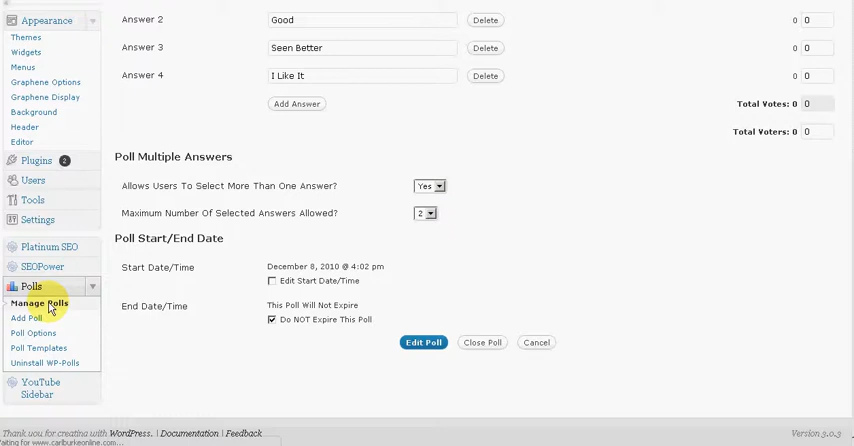 Appearance
Themes
Widgets
Menus
Graphene Options
Graphene Display
Background
Header
Editor
Plugins 2
Users
Tools
Settings
Platinum SEO
SEOPower
Polls
Manage Polls
Add Poll
Poll Options
Poll Templates
Uninstall WP-Polls
YouTube
Sidebar
Answer 2 Good Delete 0 0
Answer 3 Seen Better Delete 0 0
Answer 4 I Like It Delete 0 0
Add Answer Total Votes: 0 0
Total Voters: 0 0
Poll Multiple Answers
Allows Users To Select More Than One Answer? Yes
Maximum Number Of Selected Answers Allowed? 2
Poll Start/End Date
Start Date/Time December 8, 2010 @ 4:02 pm
Edit Start Date/Time
End Date/Time This Poll Will Not Expire
Do NOT Expire This Poll
Edit Poll Close Poll Cancel
Thank you for creating with WordPress. | Documentation | Feedback Version 3.0.3
Waiting for www.carlburkeonline.com...